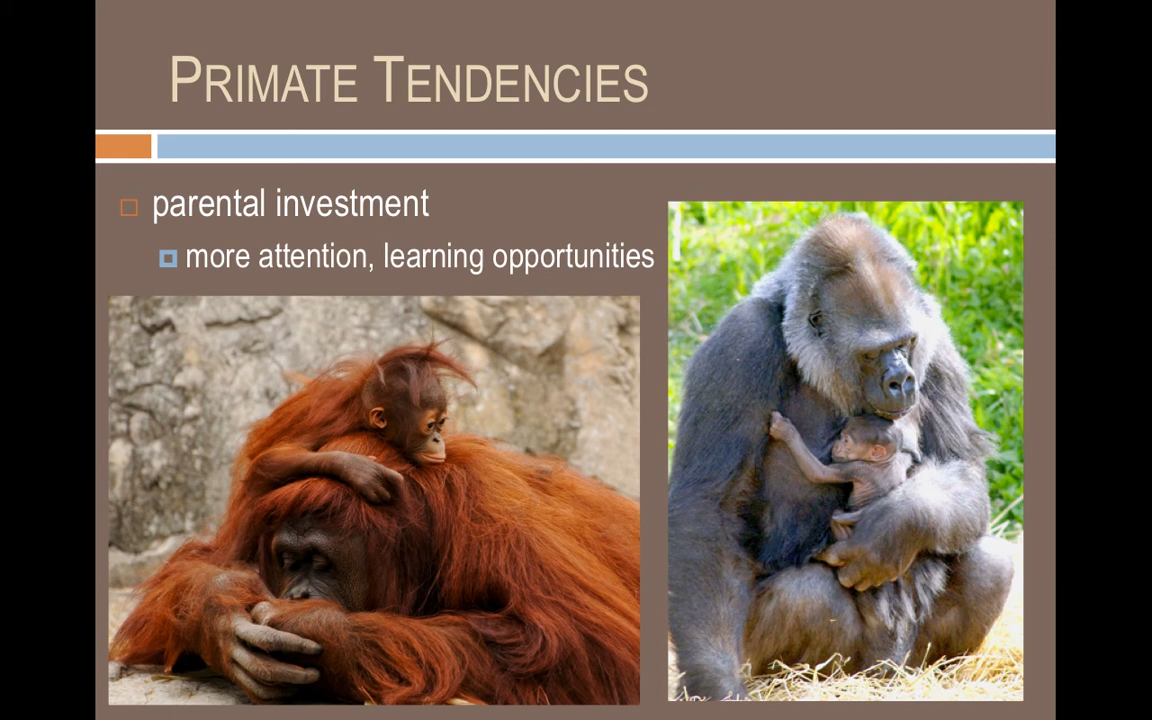 PRIMATE TENDENCIES
parental investment
more attention, learning opportunities